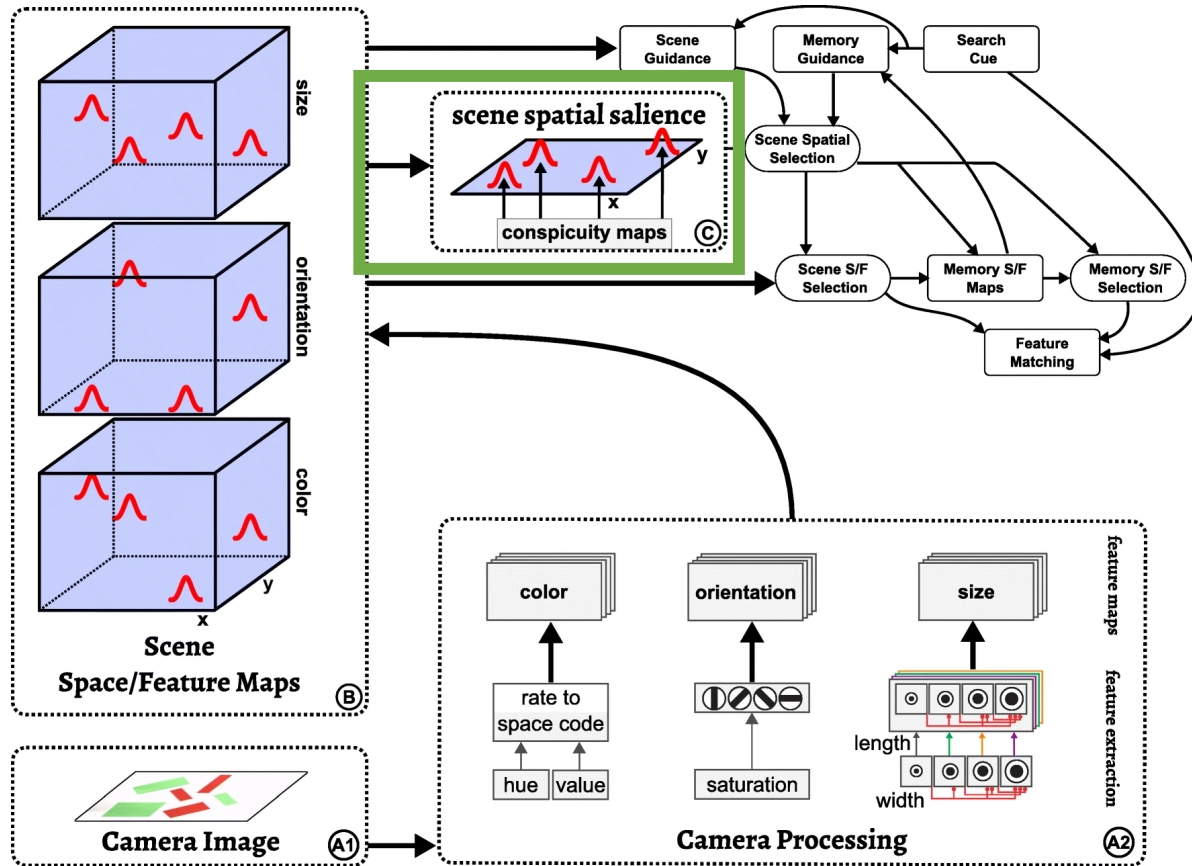 size
orientation
color
y
x
Scene
Space/Feature Maps
B
Camera Image
A1
scene spatial salience
y
x
conspicuity maps
C
Scene
Guidance
Memory
Guidance
Search
Cue
Scene Spatial
Selection
Scene S/F
Selection
Memory S/F
Maps
Memory S/F
Selection
Feature
Matching
color
orientation
size
feature maps
rate to
space code
hue
value
saturation
length
width
feature extraction
Camera Processing
A2